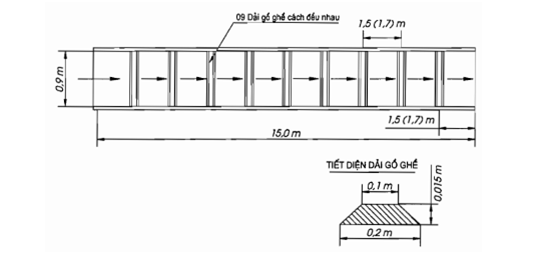 09 Dải gồ ghề cách đều nhau
1,5 (1,7) m
0,9 m
1,5 (1,7) m
15,0 m
TIẾT DIỆN DẢI GỒ GHỀ
0,1 m
0,015 m
0,2 m